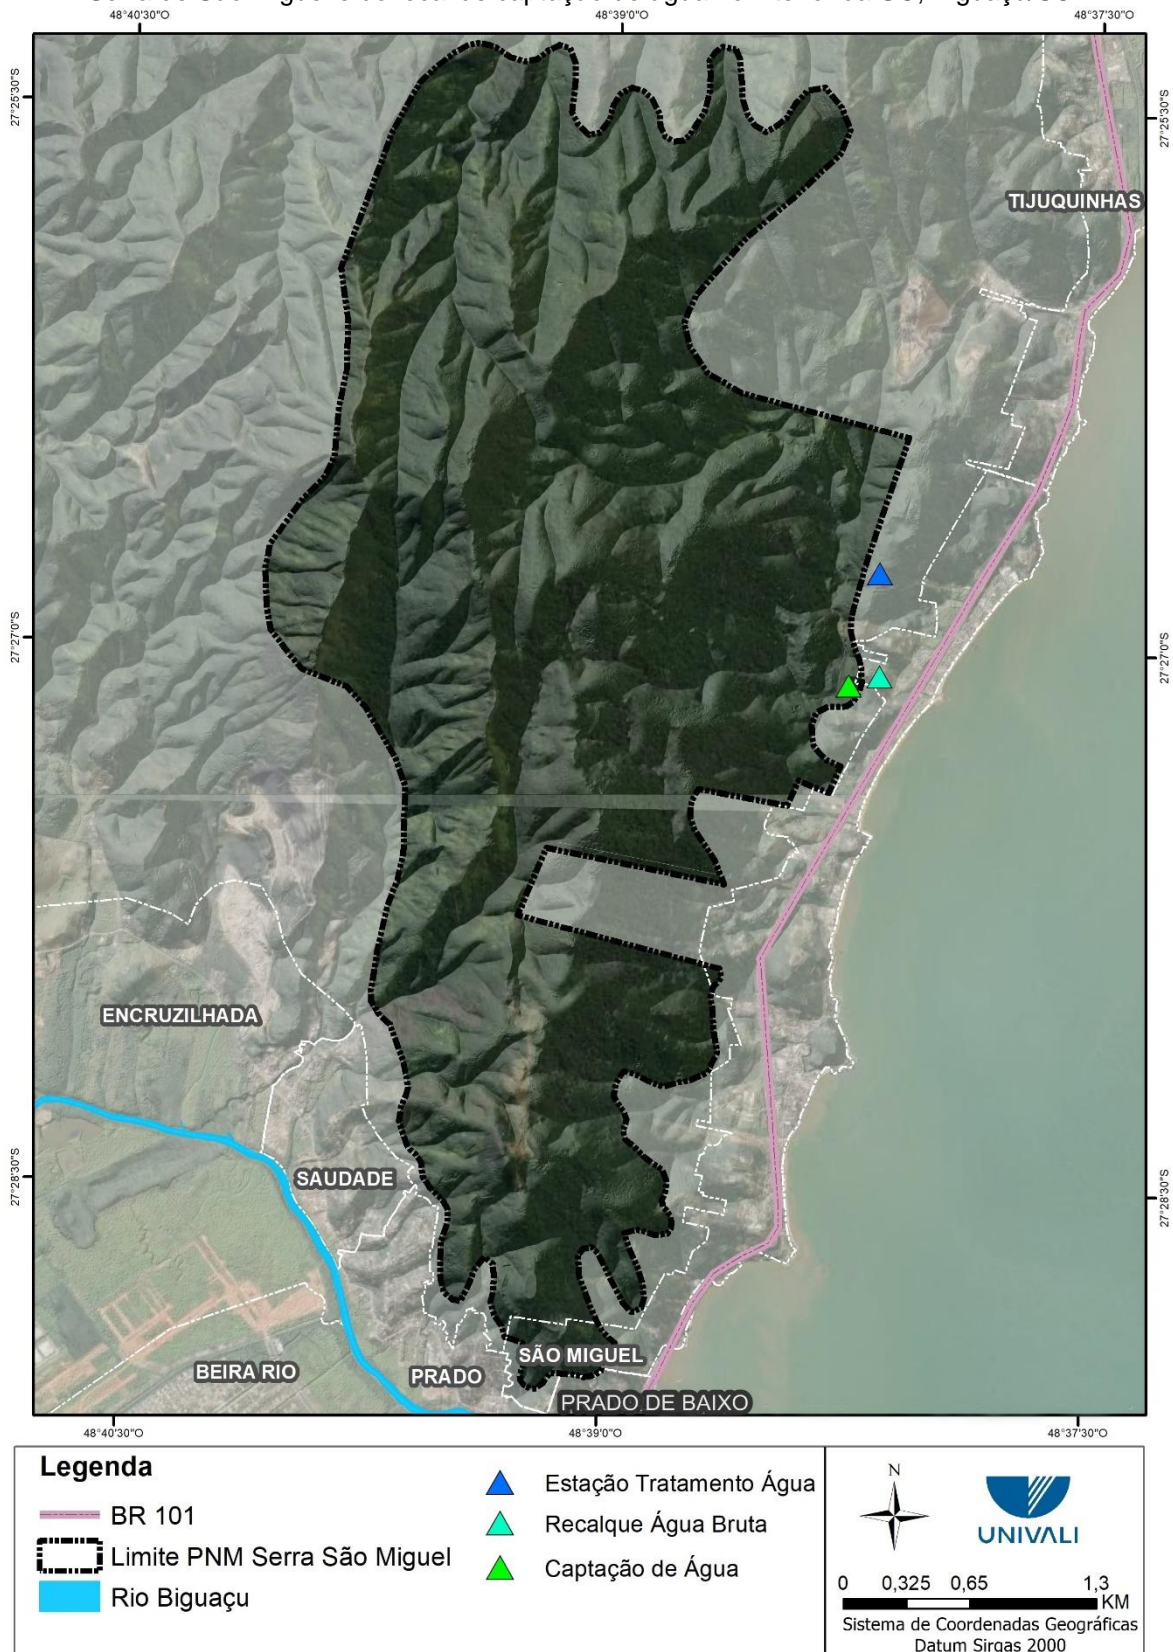 48°40'30"O 48°39'0"O 48°37'30"O
27°25'30"S
27°25'30"S
TIJUQUINHAS
27°27'0"S
27°27'0"S
ENCRUZILHADA
27°28'30"S
SAUDADE
27°28'30"S
SÃO MIGUEL
BEIRA RIO
PRADO
PRADO DE BAIXO
48°40'30"O 48°39'0"O 48°37'30"O
Legenda
BR 101
Limite PNM Serra São Miguel
Rio Biguaçu
Estação Tratamento Água
Recalque Água Bruta
Captação de Água
N
UNIVALI
0 0,325 0,65 1,3
KM
Sistema de Coordenadas Geográficas
Datum Sirgas 2000